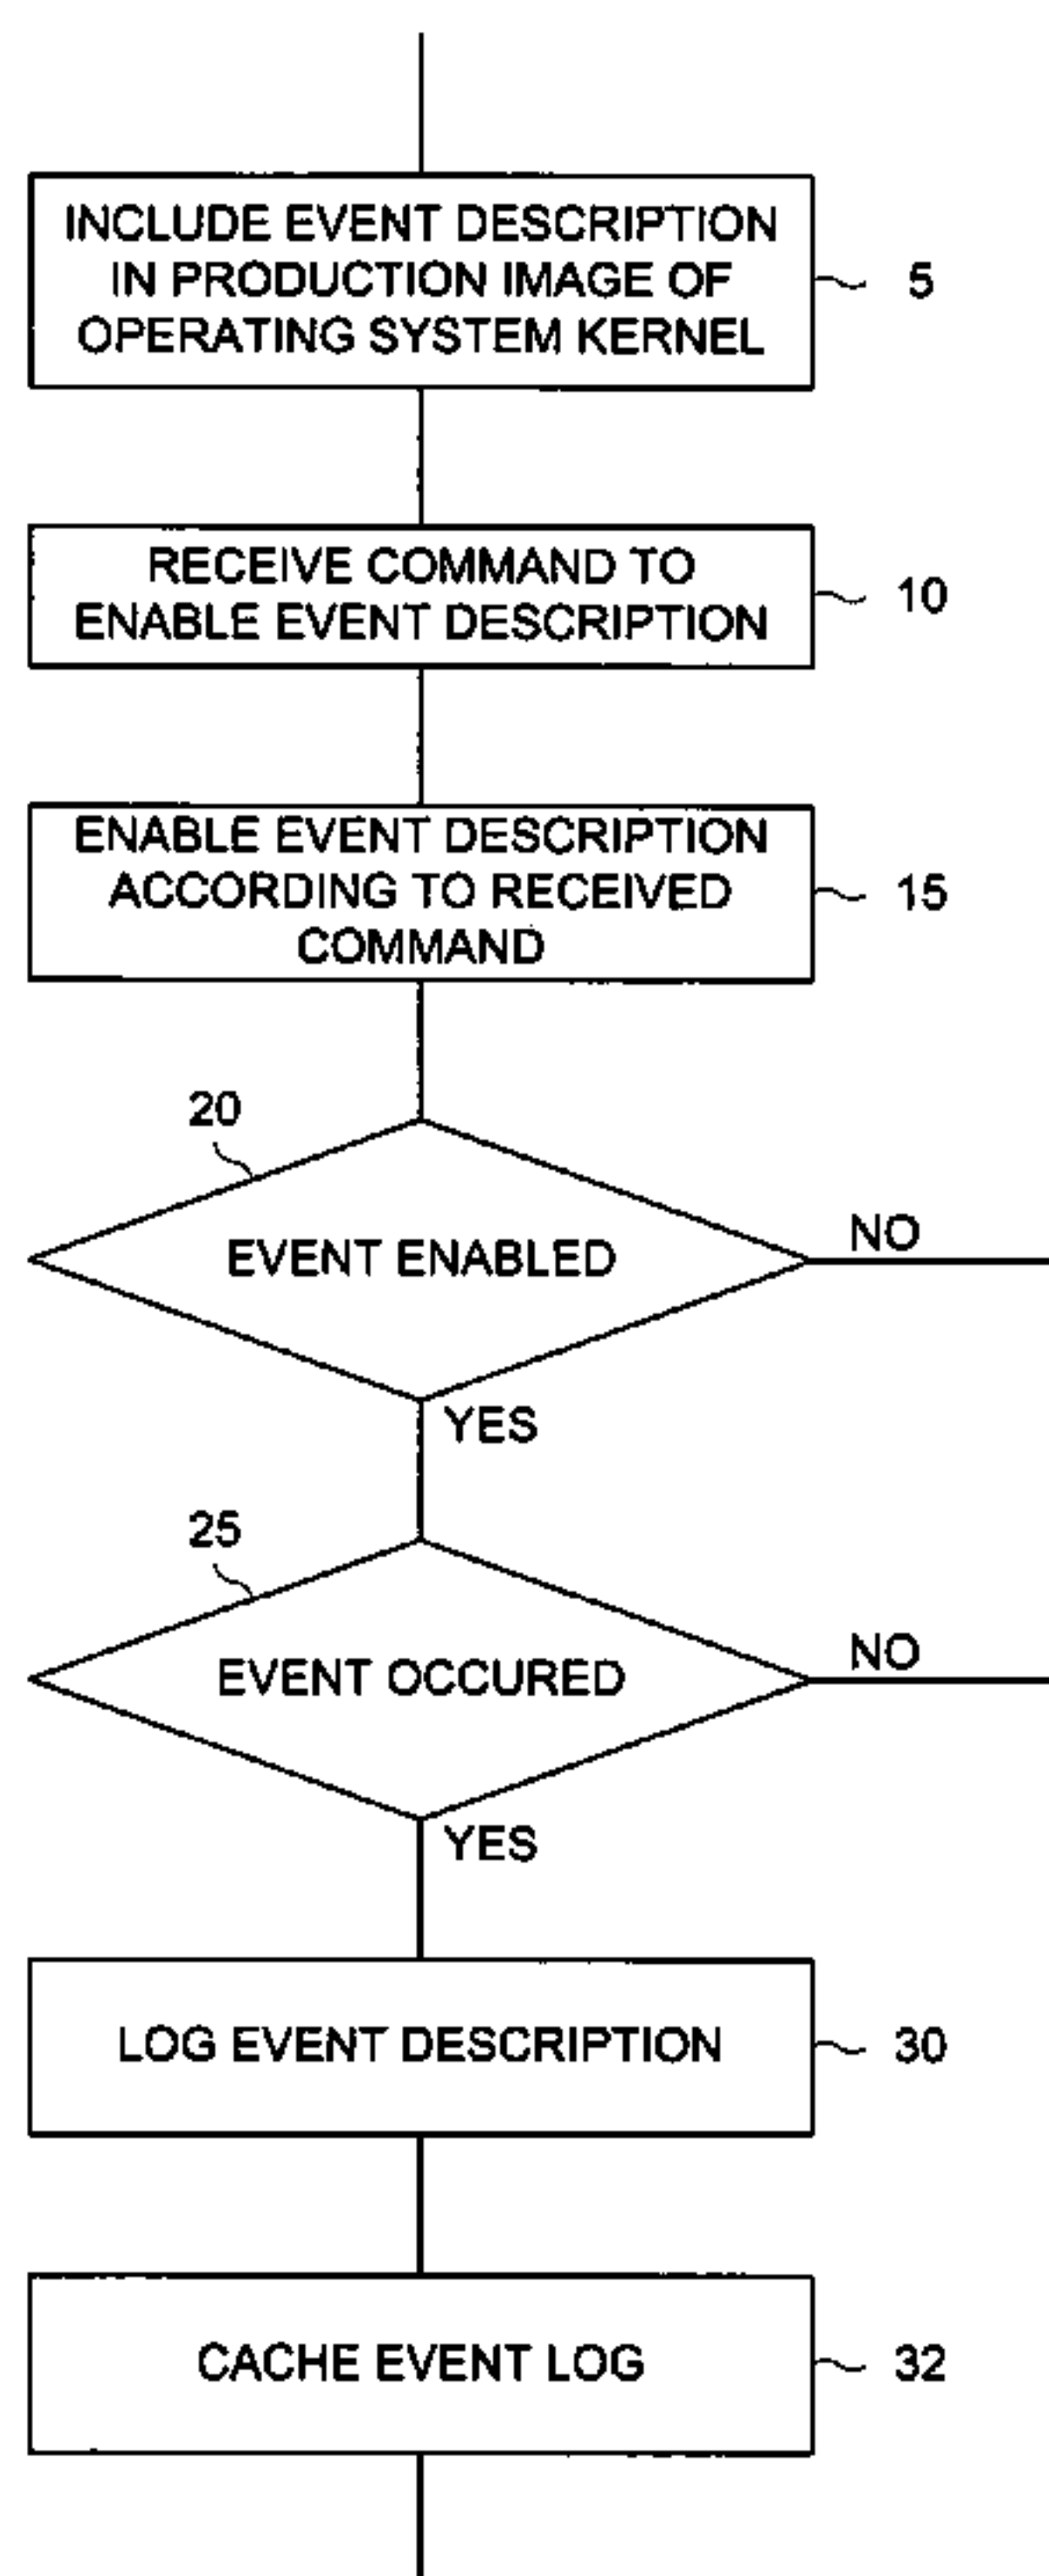 INCLUDE EVENT DESCRIPTION
IN PRODUCTION IMAGE OF
OPERATING SYSTEM KERNEL
5
RECEIVE COMMAND TO
ENABLE EVENT DESCRIPTION
10
ENABLE EVENT DESCRIPTION
ACCORDING TO RECEIVED
COMMAND
15
20
EVENT ENABLED
NO
YES
25
EVENT OCCURED
NO
YES
LOG EVENT DESCRIPTION
30
CACHE EVENT LOG
32